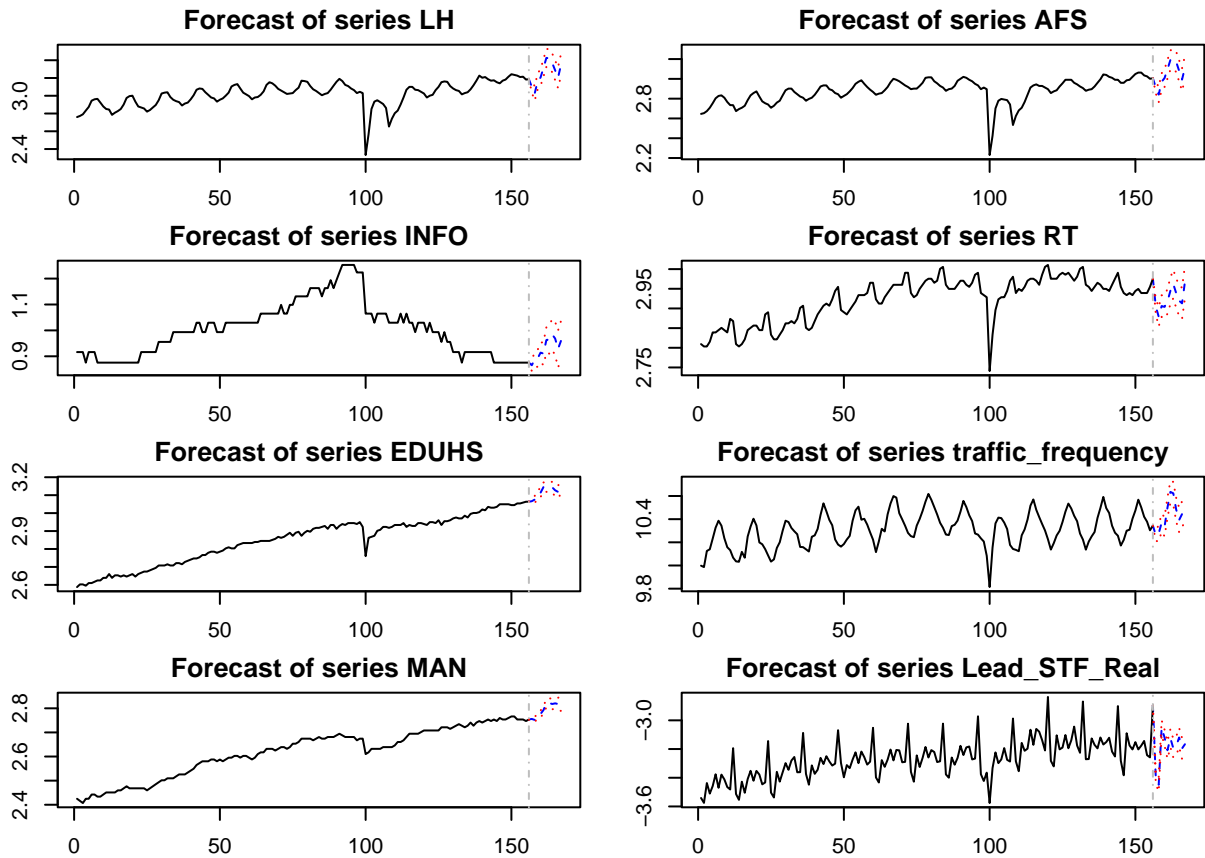 Forecast of series LH
2.4 3.0
0 50 100 150
Forecast of series AFS
2.2 2.8
0 50 100 150
Forecast of series INFO
0.9 1.1
0 50 100 150
Forecast of series RT
2.75 2.95
0 50 100 150
Forecast of series EDUHS
2.6 2.9 3.2
0 50 100 150
Forecast of series traffic_frequency
9.8 10.4
0 50 100 150
Forecast of series MAN
2.4 2.6 2.8
0 50 100 150
Forecast of series Lead_STF_Real
−3.6 −3.0
0 50 100 150